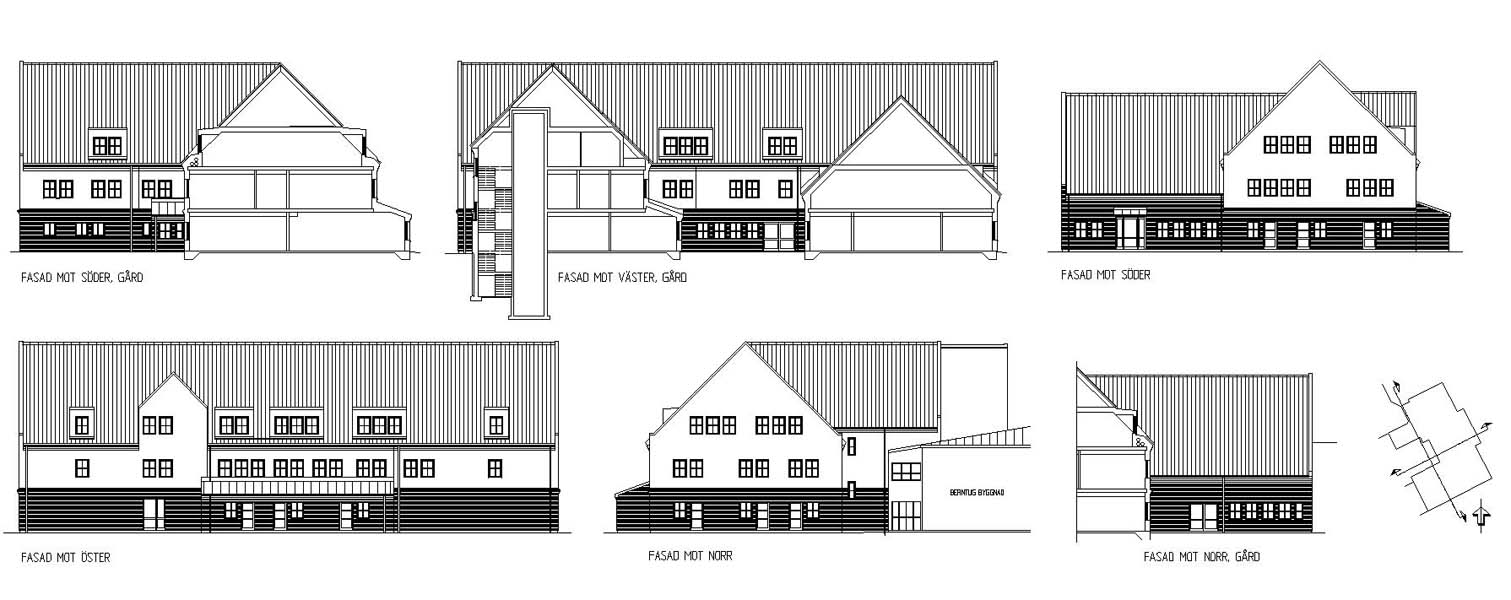 FASAD MOT SÖDER, GÅRD
FASAD MOT VÄSTER, GÅRD
FASAD MOT SÖDER
FASAD MOT ÖSTER
FASAD MOT NORR
BERNTUG BYGGNAD
FASAD MOT NORR, GÅRD